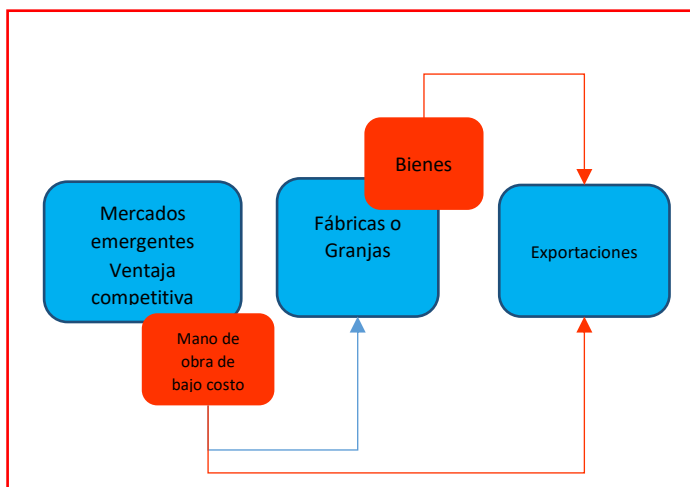 Mercados
emergentes
Ventaja
competitiva
Mano de
obra de
bajo costo
Fábricas o
Granjas
Bienes
Exportaciones